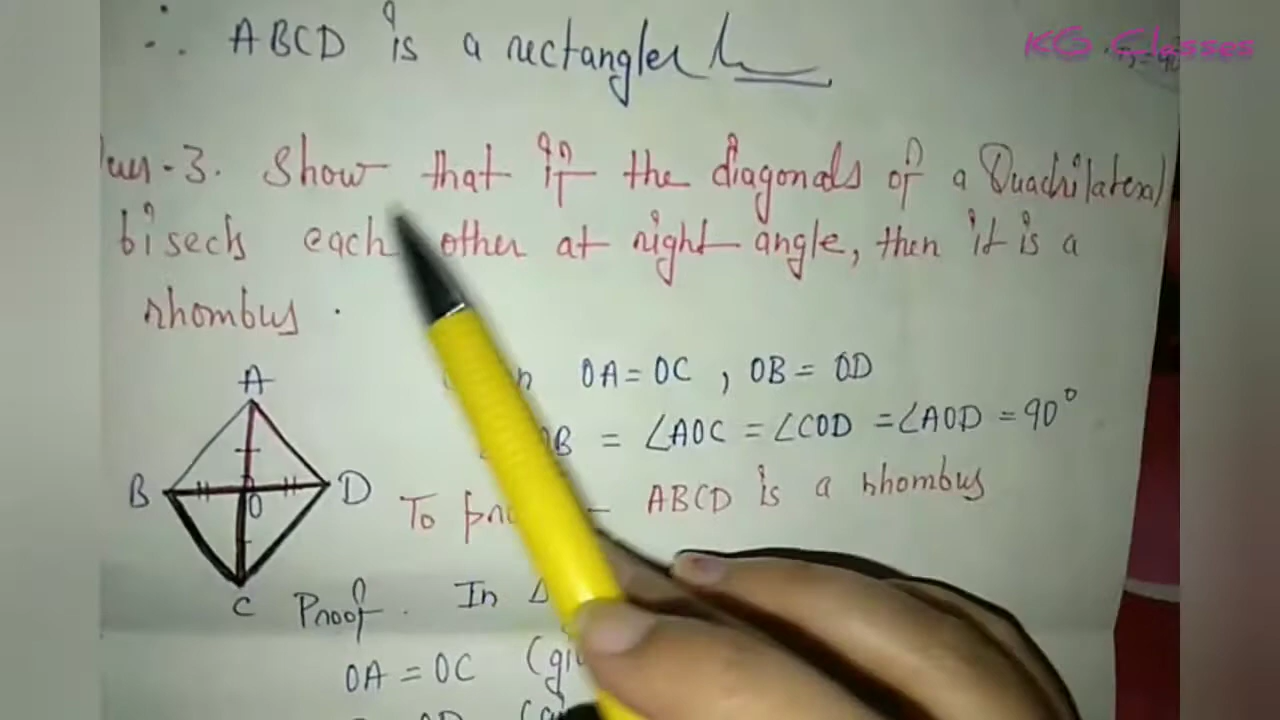 ∴ ABCD is a rectangler
KG Classes
-3. Show that if the diagonals of a Quadrilateral
bisects each other at right angle, then it is a
rhombus.
A
OA = OC , OB = OD
= ∠AOC = ∠COD = ∠AOD = 90°
B D
O
To ABCD is a rhombus
C
Proof. In
OA = OC